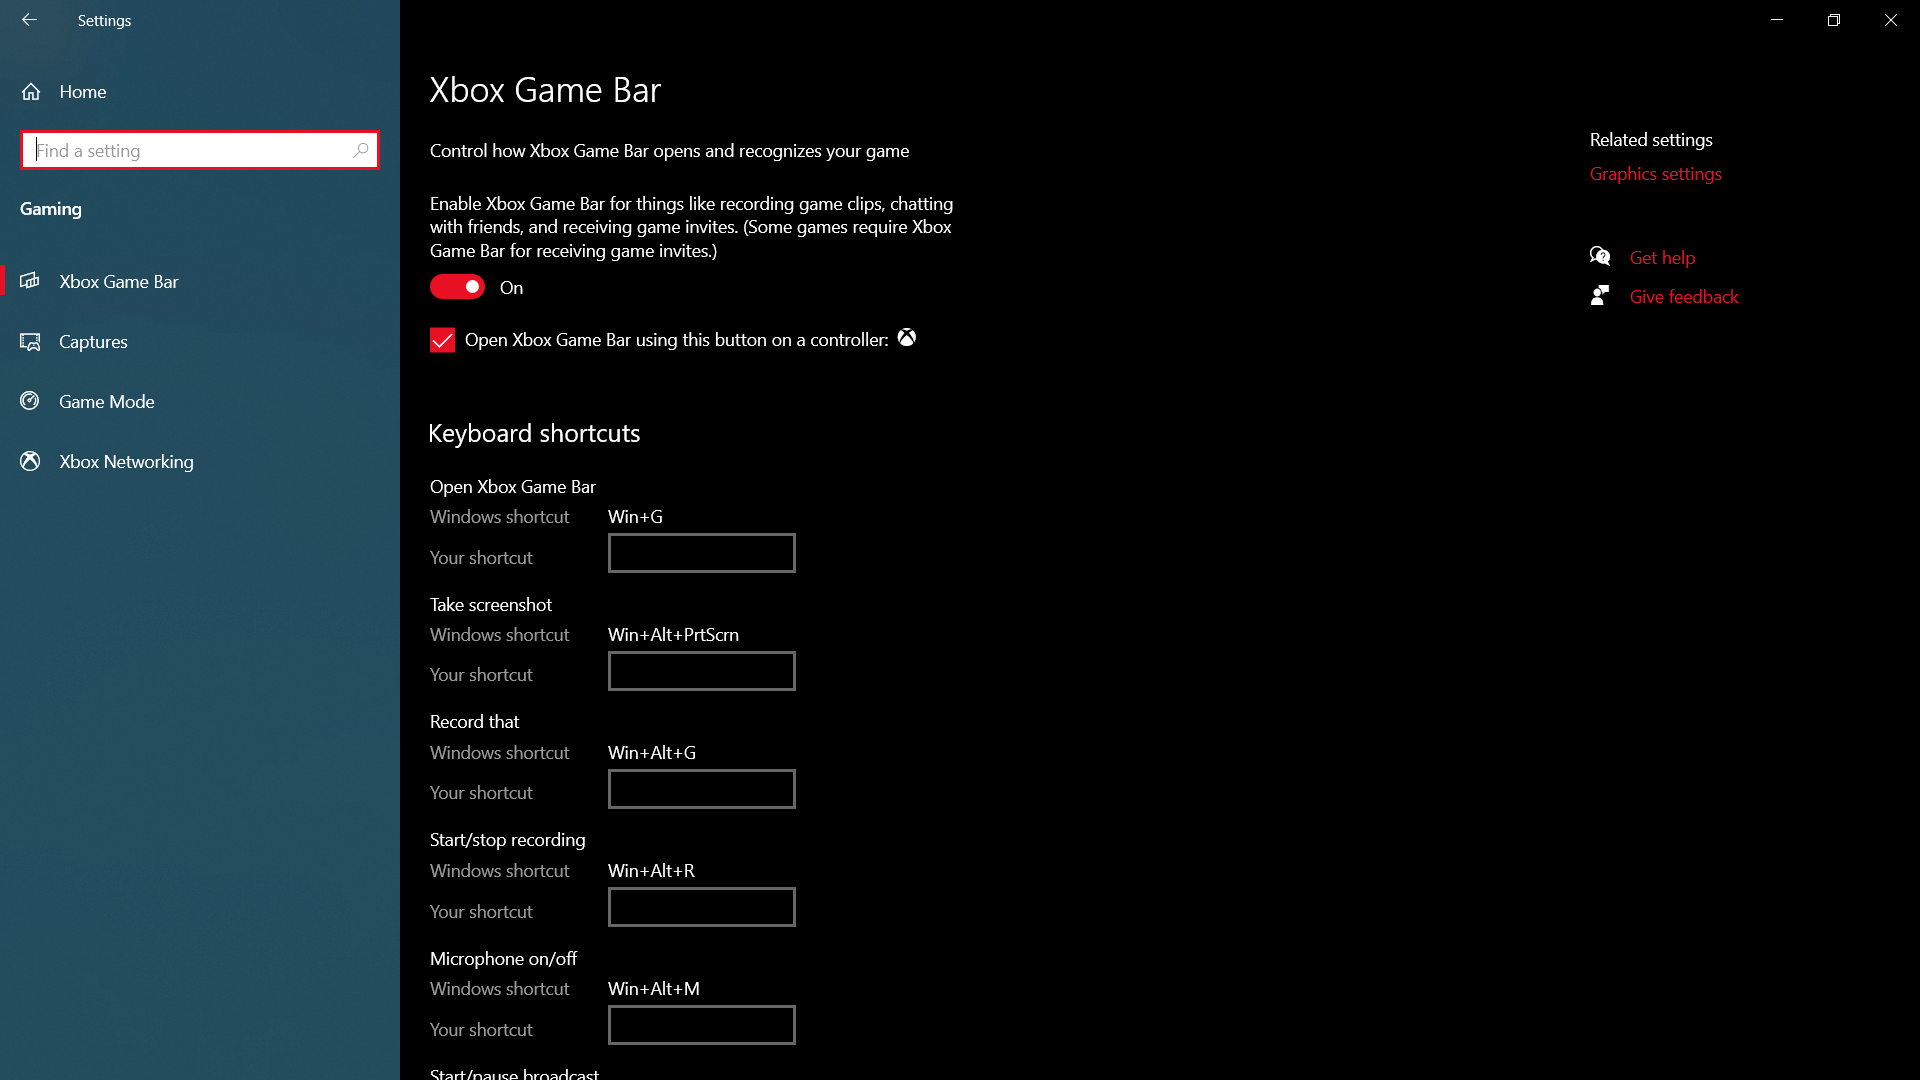 Settings
Home
Find a setting
Gaming
Xbox Game Bar
Captures
Game Mode
Xbox Networking
Xbox Game Bar
Control how Xbox Game Bar opens and recognizes your game
Enable Xbox Game Bar for things like recording game clips, chatting
with friends, and receiving game invites. (Some games require Xbox
Game Bar for receiving game invites.)
On
Open Xbox Game Bar using this button on a controller:
Keyboard shortcuts
Open Xbox Game Bar
Windows shortcut Win+G
Your shortcut
Take screenshot
Windows shortcut Win+Alt+PrtScrn
Your shortcut
Record that
Windows shortcut Win+Alt+G
Your shortcut
Start/stop recording
Windows shortcut Win+Alt+R
Your shortcut
Microphone on/off
Windows shortcut Win+Alt+M
Your shortcut
Start/pause broadcast
Related settings
Graphics settings
Get help
Give feedback